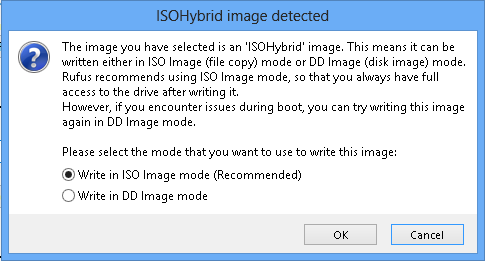 ISOHybrid image detected
The image you have selected is an 'ISOHybrid' image. This means it can be
written either in ISO Image (file copy) mode or DD Image (disk image) mode.
Rufus recommends using ISO Image mode, so that you always have full
access to the drive after writing it.
However, if you encounter issues during boot, you can try writing this image
again in DD Image mode.
Please select the mode that you want to use to write this image:
Write in ISO Image mode (Recommended)
Write in DD Image mode
OK Cancel